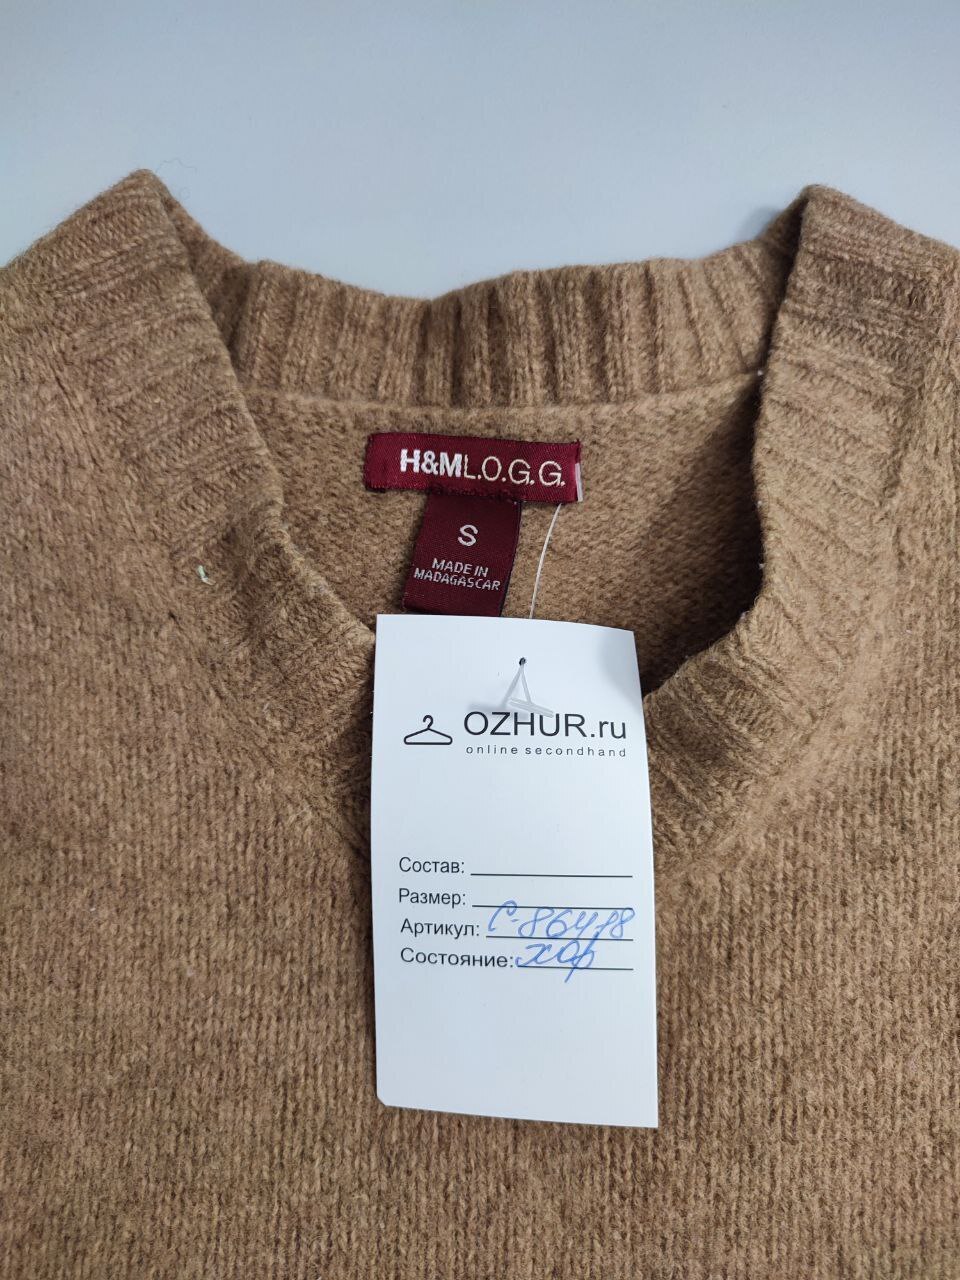 H&M L.O.G.G.
S
MADE IN
MADAGASCAR
OZHUR.ru
online secondhand
Состав:
Размер:
Артикул: С-86478
Состояние: хор